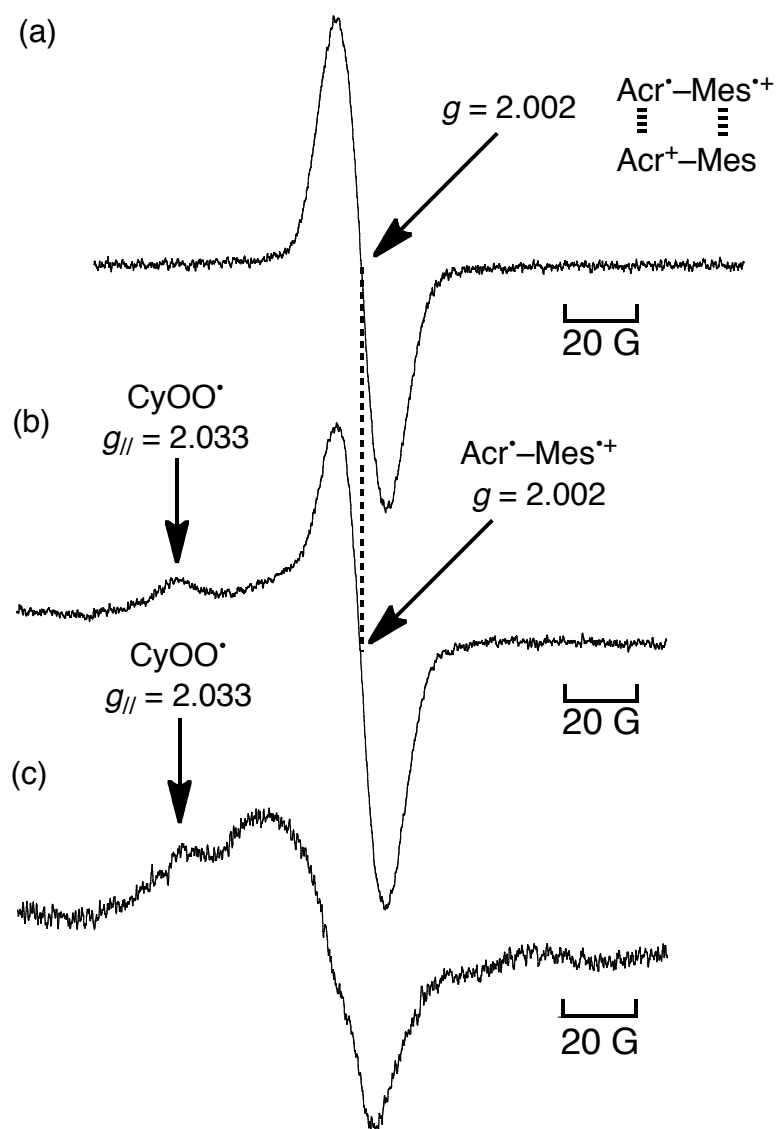 (a)
g = 2.002
Acr•–Mes•+
Acr+–Mes
20 G
(b)
CyOO•
g// = 2.033
Acr•–Mes•+
g = 2.002
20 G
CyOO•
g// = 2.033
(c)
20 G